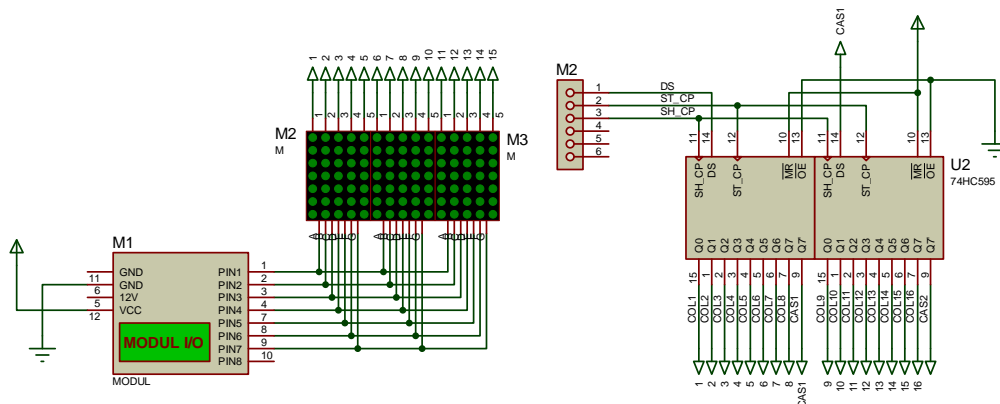 1 2 3 4 5 6 7 8 9 10 11 12 13 14 15
1 2 3 4 5 1 2 3 4 5 1 2 3 4 5
M2
M
M3
M
A B C D E F G A B C D E F G A B C D E F G
M1
GND
GND
12V
VCC
11
6
5
12
PIN1 1
PIN2 2
PIN3 3
PIN4 4
PIN5 7
PIN6 8
PIN7 9
PIN8 10
MODUL I/O
MODUL
M2
1 DS
2 ST_CP
3 SH_CP
4
5
6
CAS1
11 14 12 10 13 11 14 12 10 13
SH_CP DS ST_CP MR OE SH_CP DS ST_CP MR OE
U2
74HC595
Q0 Q1 Q2 Q3 Q4 Q5 Q6 Q7 Q7' Q0 Q1 Q2 Q3 Q4 Q5 Q6 Q7 Q7'
15 1 2 3 4 5 6 7 9 15 1 2 3 4 5 6 7 9
COL1 COL2 COL3 COL4 COL5 COL6 COL7 COL8 CAS1 COL9 COL10 COL11 COL12 COL13 COL14 COL15 COL16 CAS2
1 2 3 4 5 6 7 8 CAS1 9 10 11 12 13 14 15 16